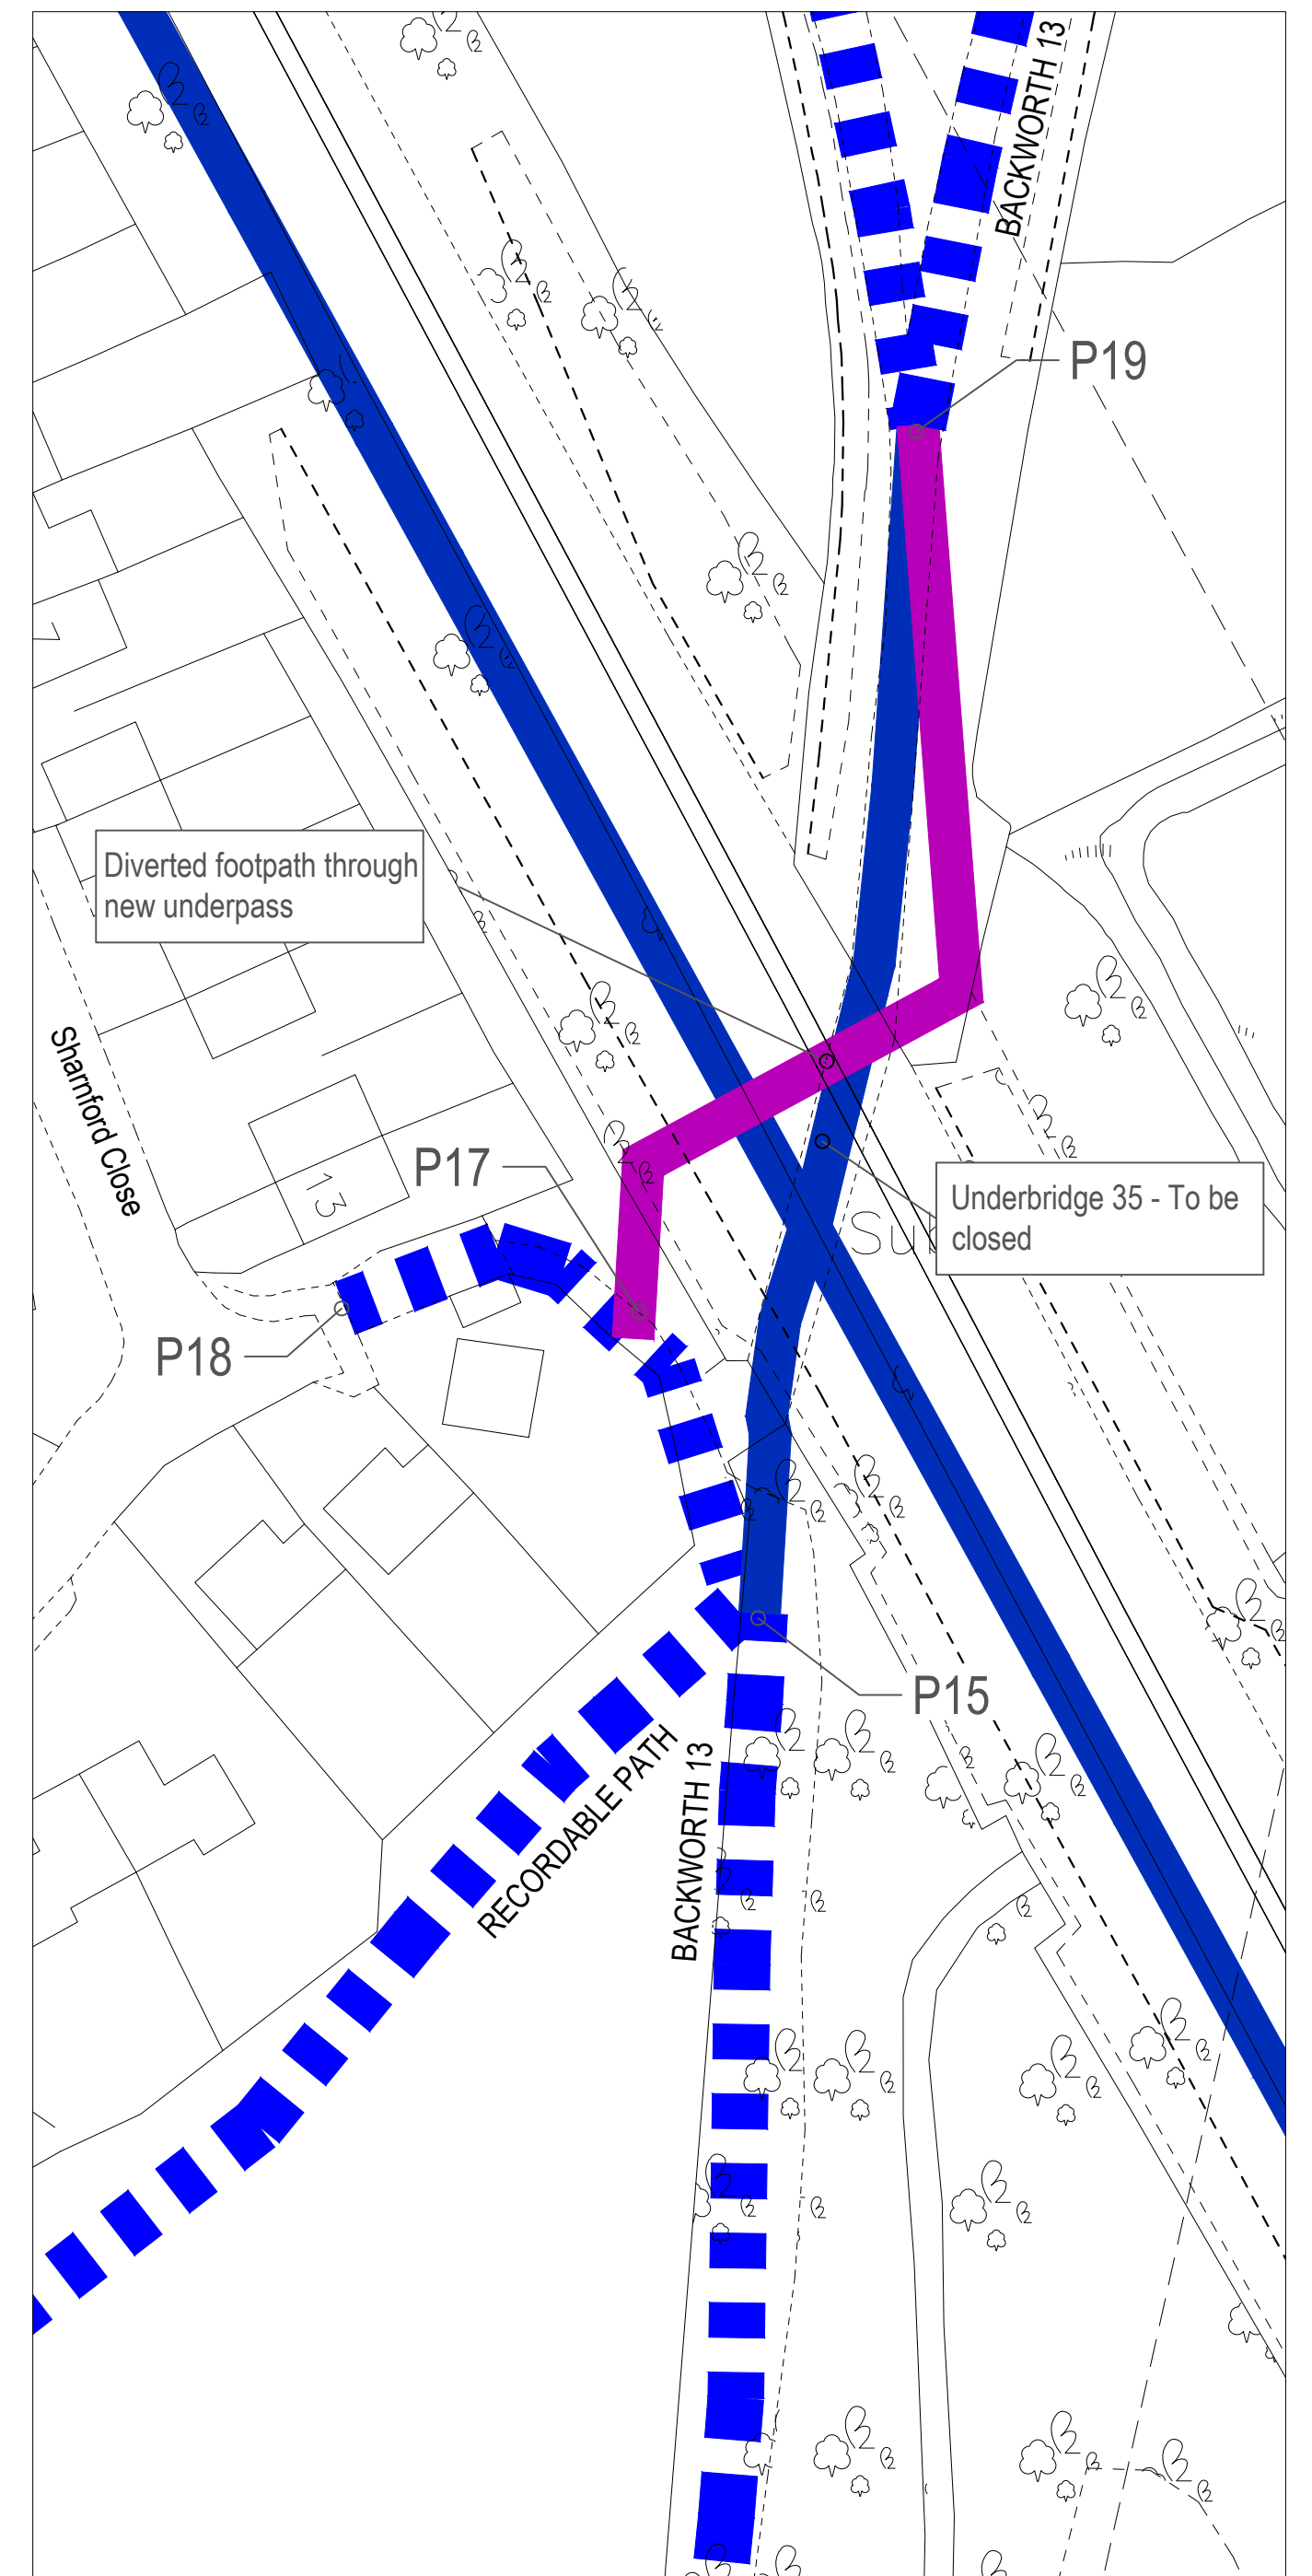 BACKWORTH 13
P19
Diverted footpath through
new underpass
Sharnford Close
P17
13
Underbridge 35 - To be
closed
P18
P15
RECORDABLE PATH
BACKWORTH 13